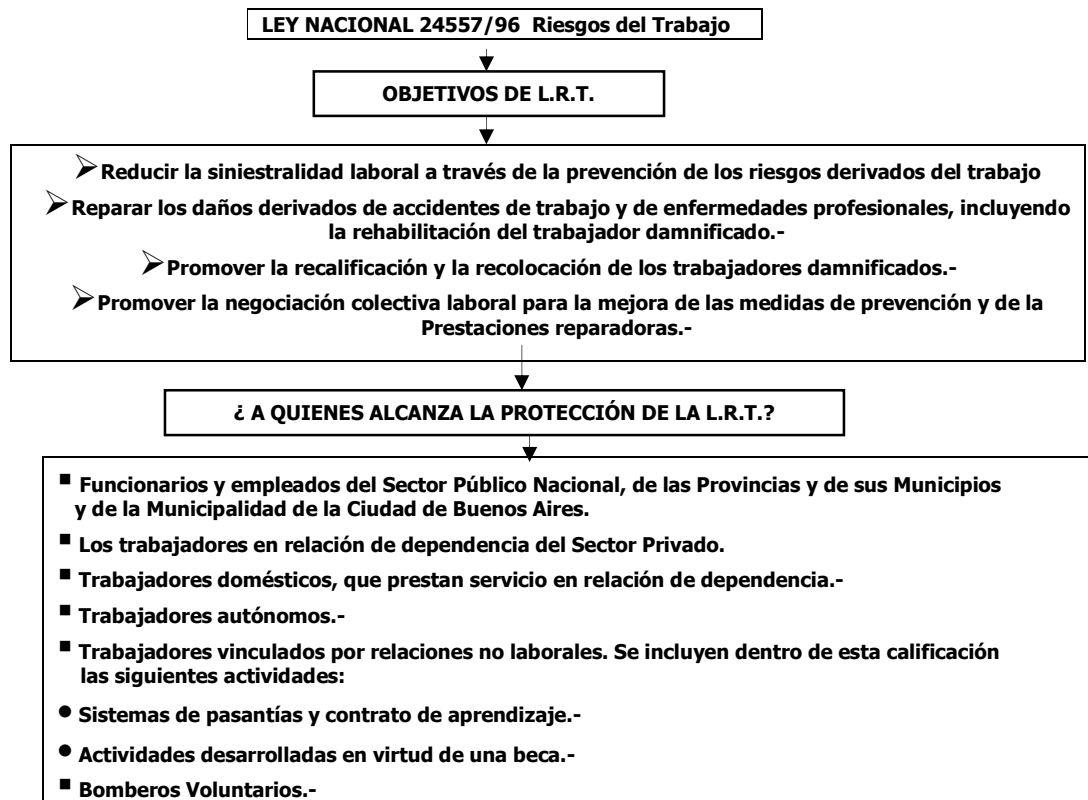 LEY NACIONAL 24557/96 Riesgos del Trabajo
OBJETIVOS DE L.R.T.
➢Reducir la siniestralidad laboral a través de la prevención de los riesgos derivados del trabajo
➢Reparar los daños derivados de accidentes de trabajo y de enfermedades profesionales, incluyendo
la rehabilitación del trabajador damnificado.-
➢Promover la recalificación y la recolocación de los trabajadores damnificados.-
➢Promover la negociación colectiva laboral para la mejora de las medidas de prevención y de la
Prestaciones reparadoras.-
¿ A QUIENES ALCANZA LA PROTECCIÓN DE LA L.R.T.?
▪ Funcionarios y empleados del Sector Público Nacional, de las Provincias y de sus Municipios
y de la Municipalidad de la Ciudad de Buenos Aires.
▪ Los trabajadores en relación de dependencia del Sector Privado.
▪ Trabajadores domésticos, que prestan servicio en relación de dependencia.-
▪ Trabajadores autónomos.-
▪ Trabajadores vinculados por relaciones no laborales. Se incluyen dentro de esta calificación
las siguientes actividades:
● Sistemas de pasantías y contrato de aprendizaje.-
● Actividades desarrolladas en virtud de una beca.-
▪ Bomberos Voluntarios.-